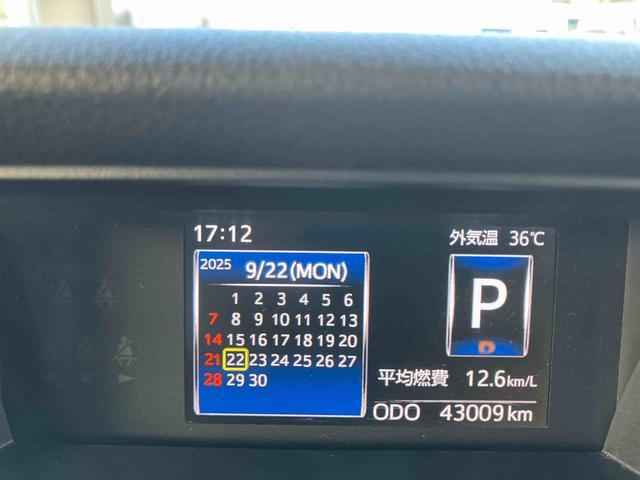 17:12
外気温 36℃
2025 9/22(MON)
1 2 3 4 5 6
7 8 9 10 11 12 13
14 15 16 17 18 19 20
21 22 23 24 25 26 27
28 29 30
P
D
平均燃費 12.6km/L
ODO 43009 km